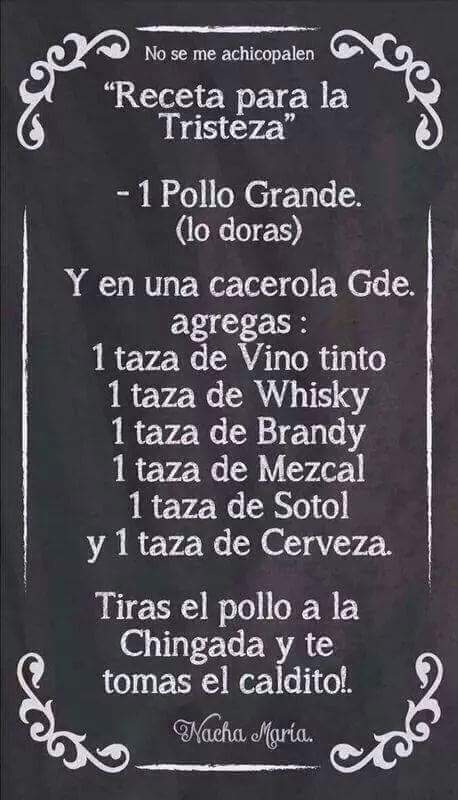 No se me achicopalen
“Receta para la
Tristeza”
- 1 Pollo Grande.
(lo doras)
Y en una cacerola Gde.
agregas :
1 taza de Vino tinto
1 taza de Whisky
1 taza de Brandy
1 taza de Mezcal
1 taza de Sotol
y 1 taza de Cerveza.
Tiras el pollo a la
Chingada y te
tomas el caldito!.
Nacha María.